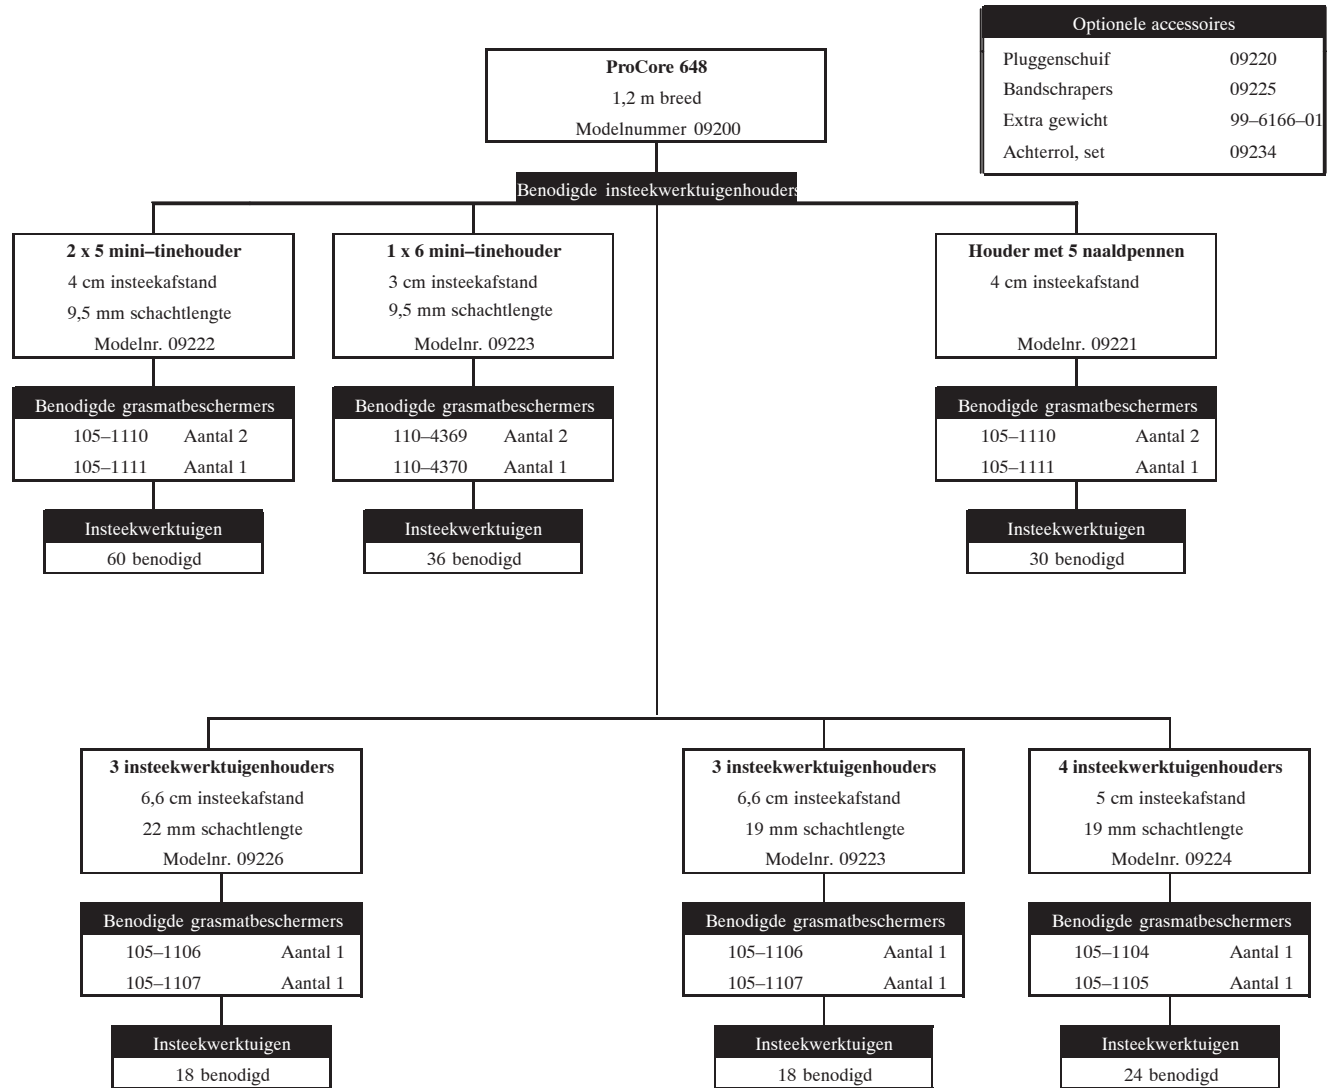 Optionele accessoires
Pluggenschuif 09220
Bandschrapers 09225
Extra gewicht 99–6166–01
Achterrol, set 09234
ProCore 648
1,2 m breed
Modelnummer 09200
Benodigde insteekwerktuigenhouders
2 x 5 mini–tinehouder
4 cm insteekafstand
9,5 mm schachtlengte
Modelnr. 09222
Benodigde grasmatbeschermers
105–1110 Aantal 2
105–1111 Aantal 1
Insteekwerktuigen
60 benodigd
1 x 6 mini–tinehouder
3 cm insteekafstand
9,5 mm schachtlengte
Modelnr. 09223
Benodigde grasmatbeschermers
110–4369 Aantal 2
110–4370 Aantal 1
Insteekwerktuigen
36 benodigd
Houder met 5 naaldpennen
4 cm insteekafstand
Modelnr. 09221
Benodigde grasmatbeschermers
105–1110 Aantal 2
105–1111 Aantal 1
Insteekwerktuigen
30 benodigd
3 insteekwerktuigenhouders
6,6 cm insteekafstand
22 mm schachtlengte
Modelnr. 09226
Benodigde grasmatbeschermers
105–1106 Aantal 1
105–1107 Aantal 1
Insteekwerktuigen
18 benodigd
3 insteekwerktuigenhouders
6,6 cm insteekafstand
19 mm schachtlengte
Modelnr. 09223
Benodigde grasmatbeschermers
105–1106 Aantal 1
105–1107 Aantal 1
Insteekwerktuigen
18 benodigd
4 insteekwerktuigenhouders
5 cm insteekafstand
19 mm schachtlengte
Modelnr. 09224
Benodigde grasmatbeschermers
105–1104 Aantal 1
105–1105 Aantal 1
Insteekwerktuigen
24 benodigd